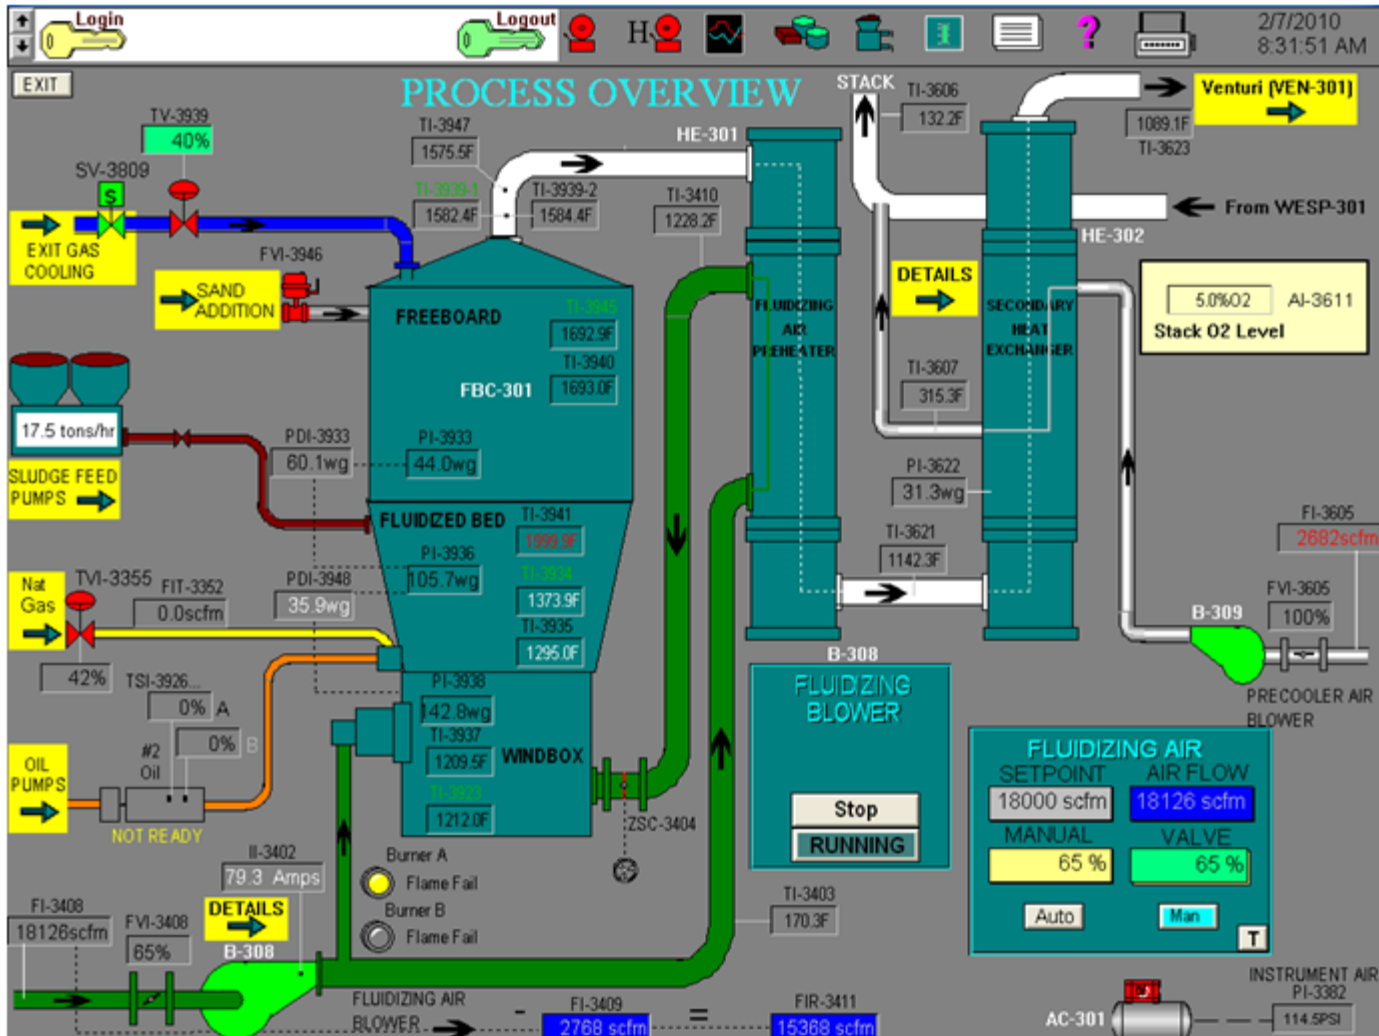 Login
Logout
H
?
2/7/2010
8:31:51 AM
EXIT
PROCESS OVERVIEW
STACK
TI-3606
132.2F
Venturi (VEN-301)
1089.1F
TI-3623
TV-3939
40%
TI-3947
1575.5F
HE-301
SV-3809
S
TI-3939-1
1582.4F
TI-3939-2
1584.4F
TI-3410
1228.2F
From WESP-301
HE-302
EXIT GAS
COOLING
FVI-3946
SAND
ADDITION
DETAILS
5.0%O2
AI-3611
Stack O2 Level
FREEBOARD
TI-3945
1692.9F
TI-3940
1693.0F
FBC-301
FLUIDIZING
AIR
PREHEATER
SECONDARY
HEAT
EXCHANGER
TI-3607
315.3F
17.5 tons/hr
SLUDGE FEED
PUMPS
PDI-3933
60.1wg
PI-3933
44.0wg
PI-3622
31.3wg
FLUIDIZED BED
TI-3941
1999.9F
PI-3936
105.7wg
TI-3934
1373.9F
TI-3935
1295.0F
TI-3621
1142.3F
FI-3605
2682scfm
Nat
Gas
TVI-3355
42%
FIT-3352
0.0scfm
PDI-3948
35.9wg
FVI-3605
100%
B-309
PRECOOLER AIR
BLOWER
TSI-3926...
0% A
0% B
#2
Oil
OIL
PUMPS
NOT READY
PI-3938
142.8wg
TI-3937
1209.5F
WINDBOX
TI-3923
1212.0F
ZSC-3404
B-308
FLUIDIZING
BLOWER
Stop
RUNNING
FLUIDIZING AIR
SETPOINT
AIR FLOW
18000 scfm
18126 scfm
MANUAL
VALVE
65 %
65 %
Auto
Man
T
II-3402
79.3 Amps
Burner A
Flame Fail
Burner B
Flame Fail
TI-3403
170.3F
FI-3408
18126scfm
FVI-3408
65%
DETAILS
B-308
FLUIDIZING AIR
BLOWER
-
FI-3409
2768 scfm
=
FIR-3411
15368 scfm
AC-301
INSTRUMENT AIR
PI-3382
114.5PSI